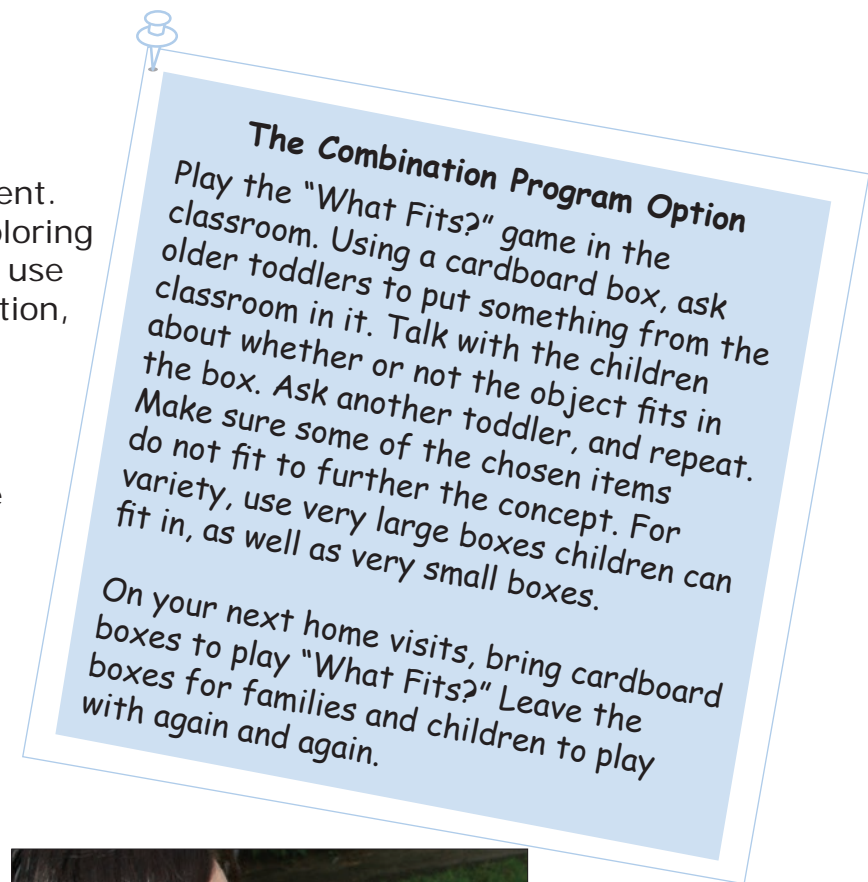 ent.
ploring
use
tion,
e
The Combination Program Option
Play the “What Fits?” game in the
classroom. Using a cardboard box, ask
older toddlers to put something from the
classroom in it. Talk with the children
about whether or not the object fits in
the box. Ask another toddler, and repeat.
Make sure some of the chosen items
do not fit to further the concept. For
variety, use very large boxes children can
fit in, as well as very small boxes.
On your next home visits, bring cardboard
boxes to play “What Fits?” Leave the
boxes for families and children to play
with again and again.